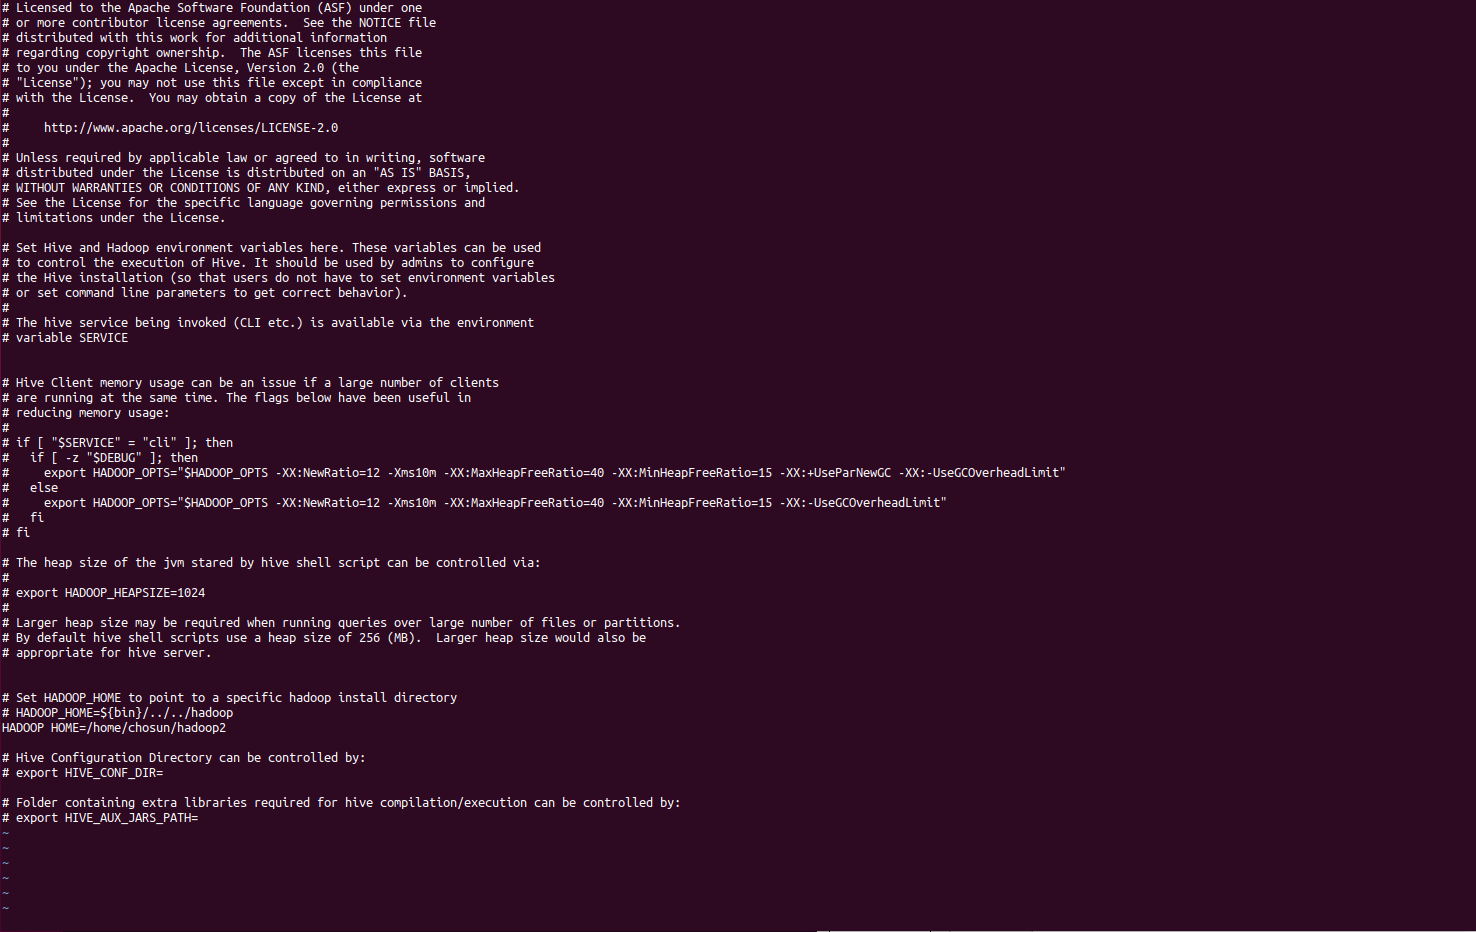 # Licensed to the Apache Software Foundation (ASF) under one
# or more contributor license agreements.  See the NOTICE file
# distributed with this work for additional information
# regarding copyright ownership.  The ASF licenses this file
# to you under the Apache License, Version 2.0 (the
# "License"); you may not use this file except in compliance
# with the License.  You may obtain a copy of the License at
#
#     http://www.apache.org/licenses/LICENSE-2.0
#
# Unless required by applicable law or agreed to in writing, software
# distributed under the License is distributed on an "AS IS" BASIS,
# WITHOUT WARRANTIES OR CONDITIONS OF ANY KIND, either express or implied.
# See the License for the specific language governing permissions and
# limitations under the License.

# Set Hive and Hadoop environment variables here. These variables can be used
# to control the execution of Hive. It should be used by admins to configure
# the Hive installation (so that users do not have to set environment variables
# or set command line parameters to get correct behavior).
#
# The hive service being invoked (CLI etc.) is available via the environment
# variable SERVICE


# Hive Client memory usage can be an issue if a large number of clients
# are running at the same time. The flags below have been useful in
# reducing memory usage:
#
# if [ "$SERVICE" = "cli" ]; then
#   if [ -z "$DEBUG" ]; then
#     export HADOOP_OPTS="$HADOOP_OPTS -XX:NewRatio=12 -Xms10m -XX:MaxHeapFreeRatio=40 -XX:MinHeapFreeRatio=15 -XX:+UseParNewGC -XX:-UseGCOverheadLimit"
#   else
#     export HADOOP_OPTS="$HADOOP_OPTS -XX:NewRatio=12 -Xms10m -XX:MaxHeapFreeRatio=40 -XX:MinHeapFreeRatio=15 -XX:-UseGCOverheadLimit"
#   fi
# fi

# The heap size of the jvm stared by hive shell script can be controlled via:
#
# export HADOOP_HEAPSIZE=1024
#
# Larger heap size may be required when running queries over large number of files or partitions.
# By default hive shell scripts use a heap size of 256 (MB).  Larger heap size would also be
# appropriate for hive server.


# Set HADOOP_HOME to point to a specific hadoop install directory
# HADOOP_HOME=${bin}/../../hadoop
HADOOP HOME=/home/chosun/hadoop2

# Hive Configuration Directory can be controlled by:
# export HIVE_CONF_DIR=

# Folder containing extra libraries required for hive compilation/execution can be controlled by:
# export HIVE_AUX_JARS_PATH=
~
~
~
~
~
~